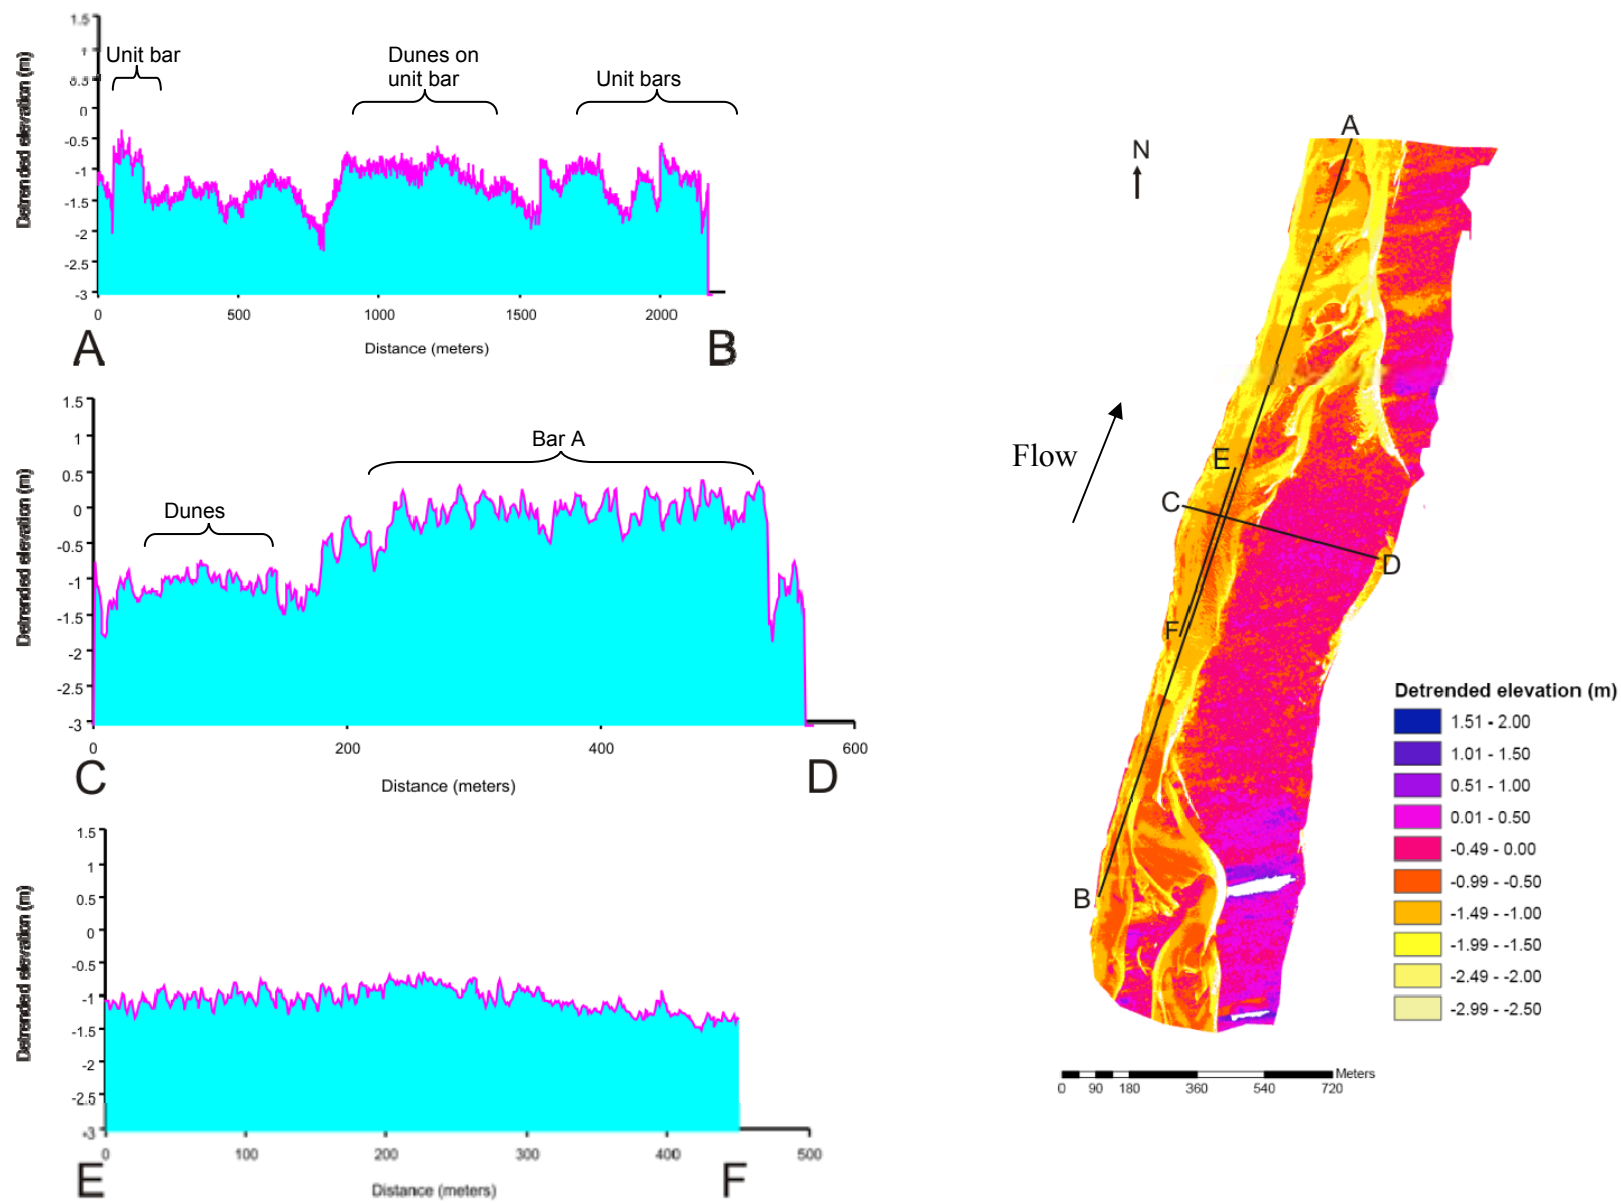 1.5
1
0.5
0
-0.5
-1
-1.5
-2
-2.5
-3
Detrended elevation (m)
Unit bar
Dunes on
unit bar
Unit bars
0 500 1000 1500 2000
A B
Distance (meters)
1.5
1
0.5
0
-0.5
-1
-1.5
-2
-2.5
-3
Detrended elevation (m)
Dunes
Bar A
0 200 400 600
C D
Distance (meters)
1.5
1
0.5
0
-0.5
-1
-1.5
-2
-2.5
-3
Detrended elevation (m)
0 100 200 300 400 500
E F
Distance (meters)
A
N
Flow
E
C
D
F
B
Detrended elevation (m)
1.51 - 2.00
1.01 - 1.50
0.51 - 1.00
0.01 - 0.50
-0.49 - 0.00
-0.99 - -0.50
-1.49 - -1.00
-1.99 - -1.50
-2.49 - -2.00
-2.99 - -2.50
Meters
0 90 180 360 540 720